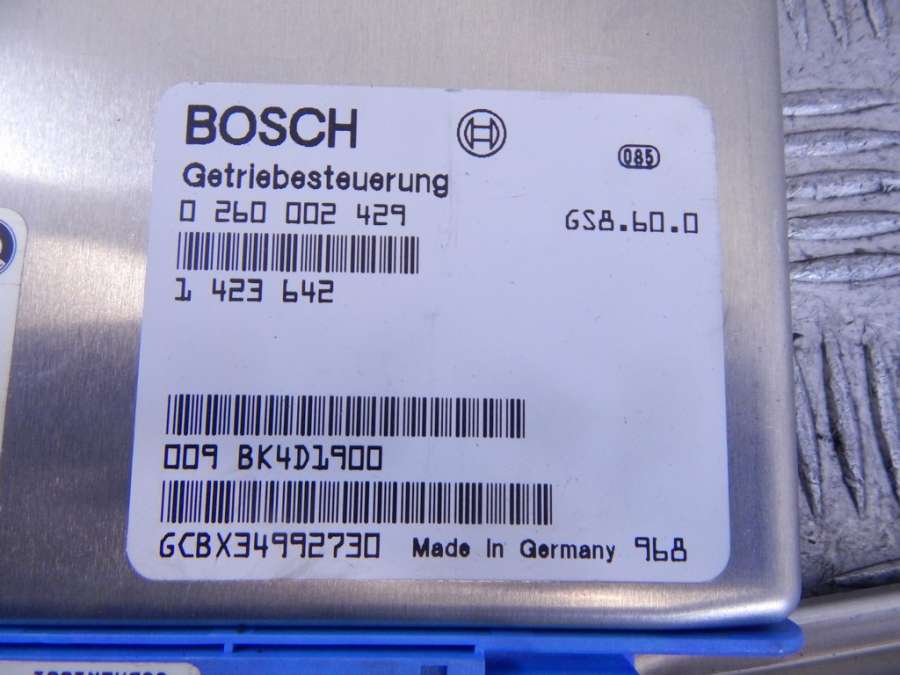 BOSCH
085
Getriebesteuerung
0 260 002 429
GS8.60.0
1 423 642
009 BK4D1900
GCBX34992730 Made in Germany 968